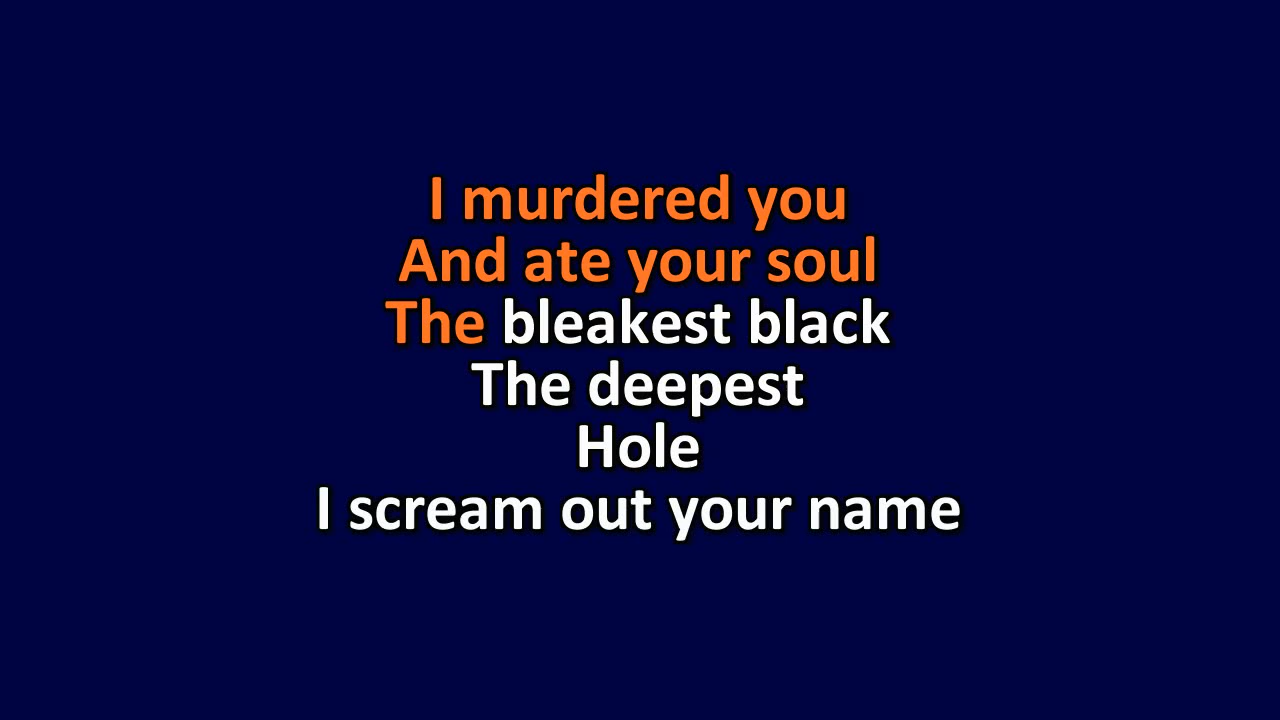 I murdered you
And ate your soul
The bleakest black
The deepest
Hole
I scream out your name